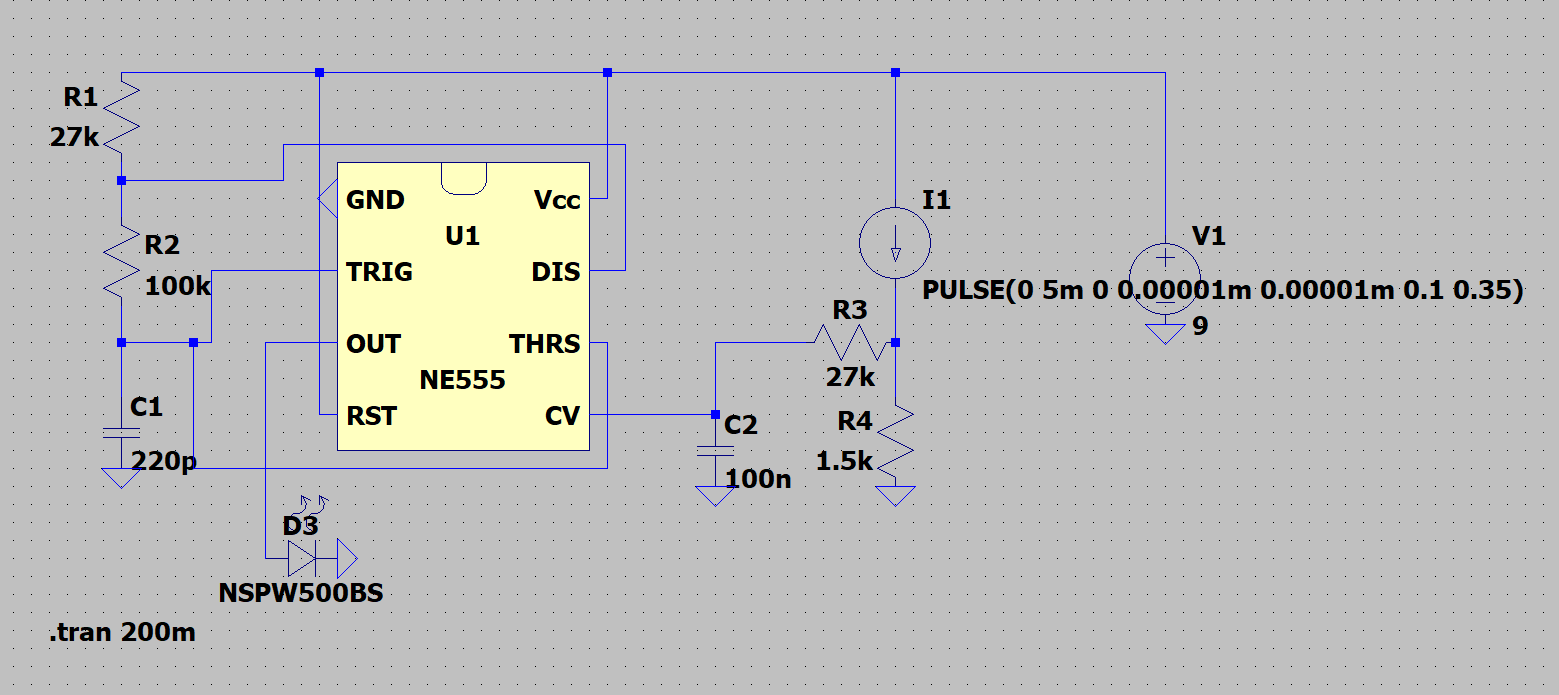 R1
27k
R2
100k
C1
220p
GND
Vcc
U1
TRIG
DIS
OUT
THRS
NE555
RST
CV
D3
NSPW500BS
I1
PULSE(0 5m 0 0.00001m 0.00001m 0.1 0.35)
V1
9
R3
27k
C2
100n
R4
1.5k
.tran 200m